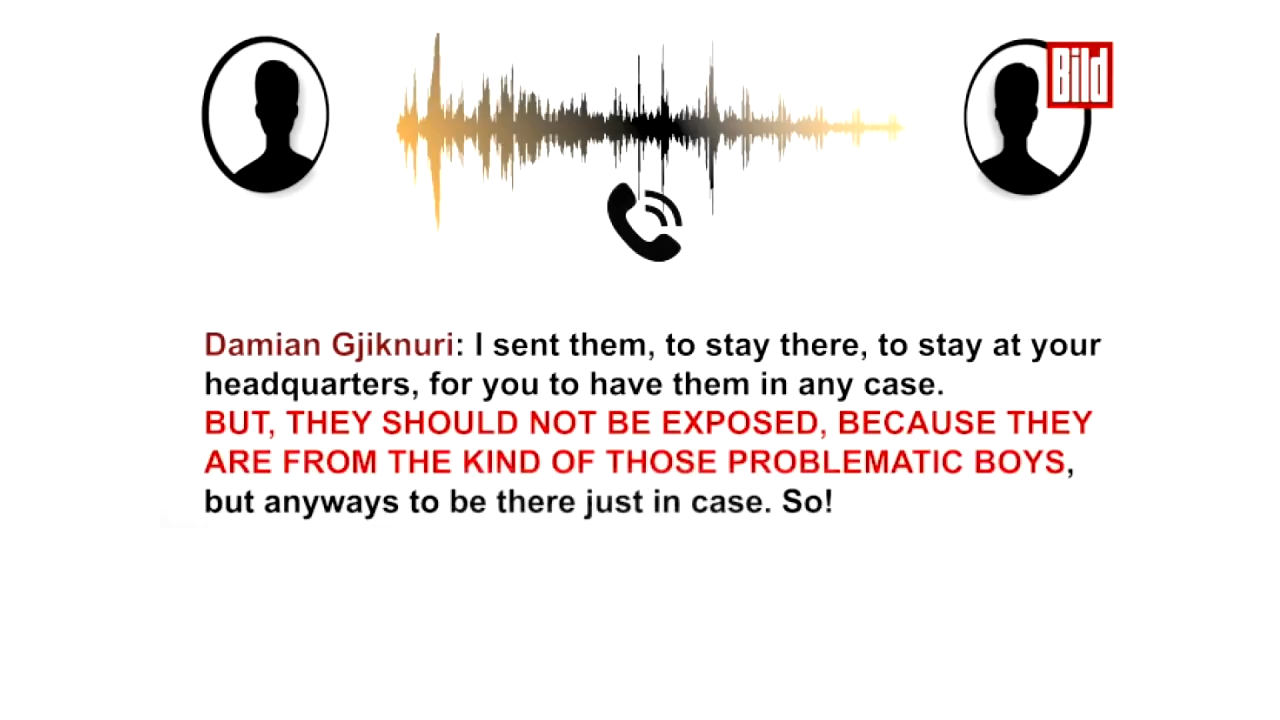 Bild
Damian Gjiknuri: I sent them, to stay there, to stay at your
headquarters, for you to have them in any case.
BUT, THEY SHOULD NOT BE EXPOSED, BECAUSE THEY
ARE FROM THE KIND OF THOSE PROBLEMATIC BOYS,
but anyways to be there just in case. So!